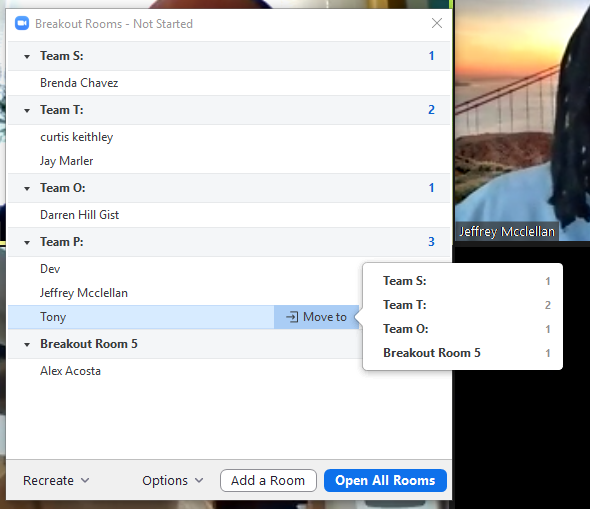 Breakout Rooms - Not Started
Team S: 1
Brenda Chavez
Team T: 2
curtis keithley
Jay Marler
Team O: 1
Darren Hill Gist
Jeffrey Mcclellan
Team P: 3
Dev
Jeffrey Mcclellan
Tony Move to
Team S: 1
Team T: 2
Team O: 1
Breakout Room 5 1
Breakout Room 5
Alex Acosta
Recreate Options Add a Room Open All Rooms